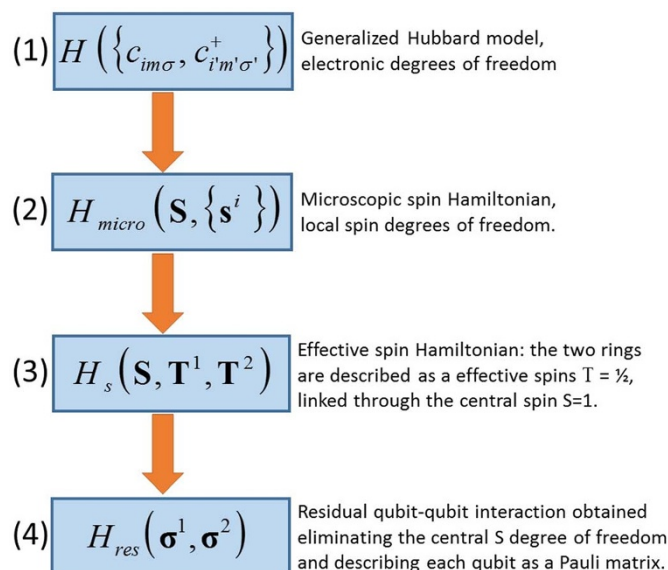 (1) H({c_{imσ}, c^+_{i'm'σ'}}) Generalized Hubbard model,
electronic degrees of freedom
(2) H_{micro}(S, {s^i}) Microscopic spin Hamiltonian,
local spin degrees of freedom.
(3) H_s(S, T^1, T^2) Effective spin Hamiltonian: the two rings
are described as a effective spins T = ½,
linked through the central spin S=1.
(4) H_{res}(σ^1, σ^2) Residual qubit-qubit interaction obtained
eliminating the central S degree of freedom
and describing each qubit as a Pauli matrix.